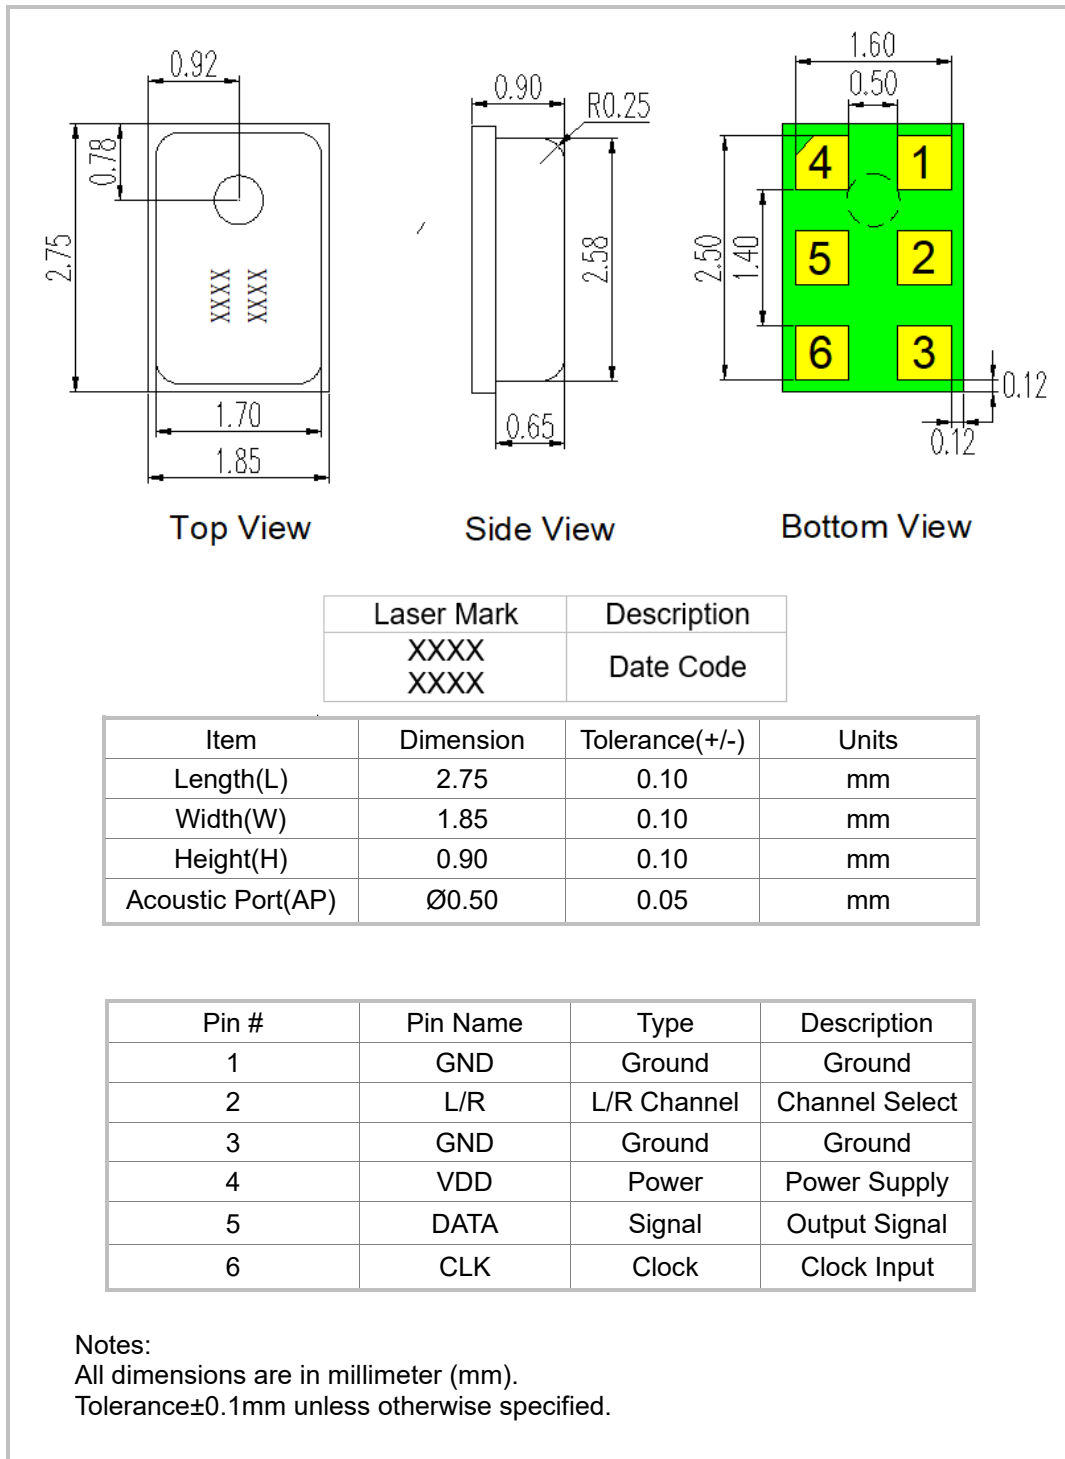 0.92
0.78
2.75
XXXX
XXXX
1.70
1.85
Top View
0.90
R0.25
2.58
0.65
Side View
1.60
0.50
2.50
1.40
4 1
5 2
6 3
0.12
0.12
Bottom View
Laser Mark Description
XXXX
XXXX
Date Code
Item Dimension Tolerance(+/-) Units
Length(L) 2.75 0.10 mm
Width(W) 1.85 0.10 mm
Height(H) 0.90 0.10 mm
Acoustic Port(AP) Ø0.50 0.05 mm
Pin # Pin Name Type Description
1 GND Ground Ground
2 L/R L/R Channel Channel Select
3 GND Ground Ground
4 VDD Power Power Supply
5 DATA Signal Output Signal
6 CLK Clock Clock Input
Notes:
All dimensions are in millimeter (mm).
Tolerance±0.1mm unless otherwise specified.